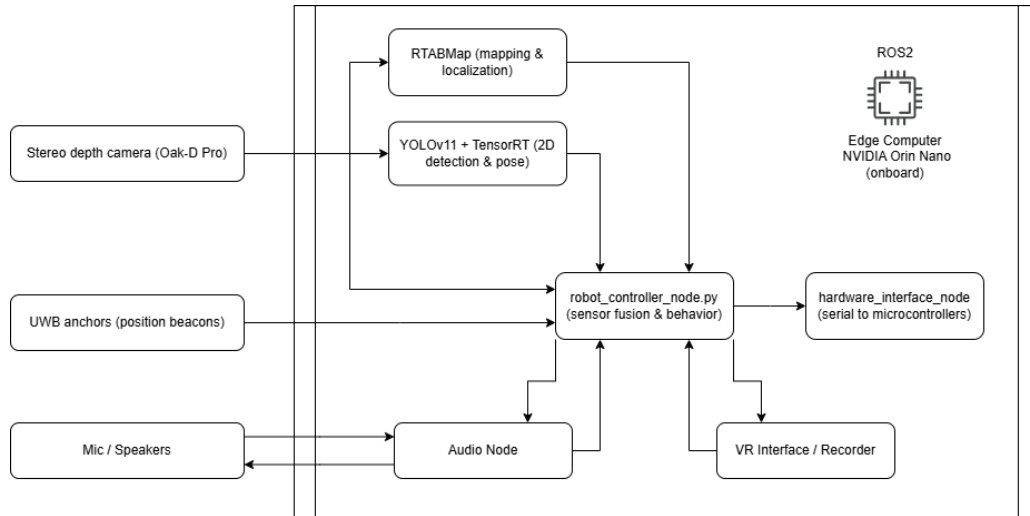 RTABMap (mapping &
localization)
ROS2
Stereo depth camera (Oak-D Pro)
YOLOv11 + TensorRT (2D
detection & pose)
Edge Computer
NVIDIA Orin Nano
(onboard)
UWB anchors (position beacons)
robot_controller_node.py
(sensor fusion & behavior)
hardware_interface_node
(serial to microcontrollers)
Mic / Speakers
Audio Node
VR Interface / Recorder